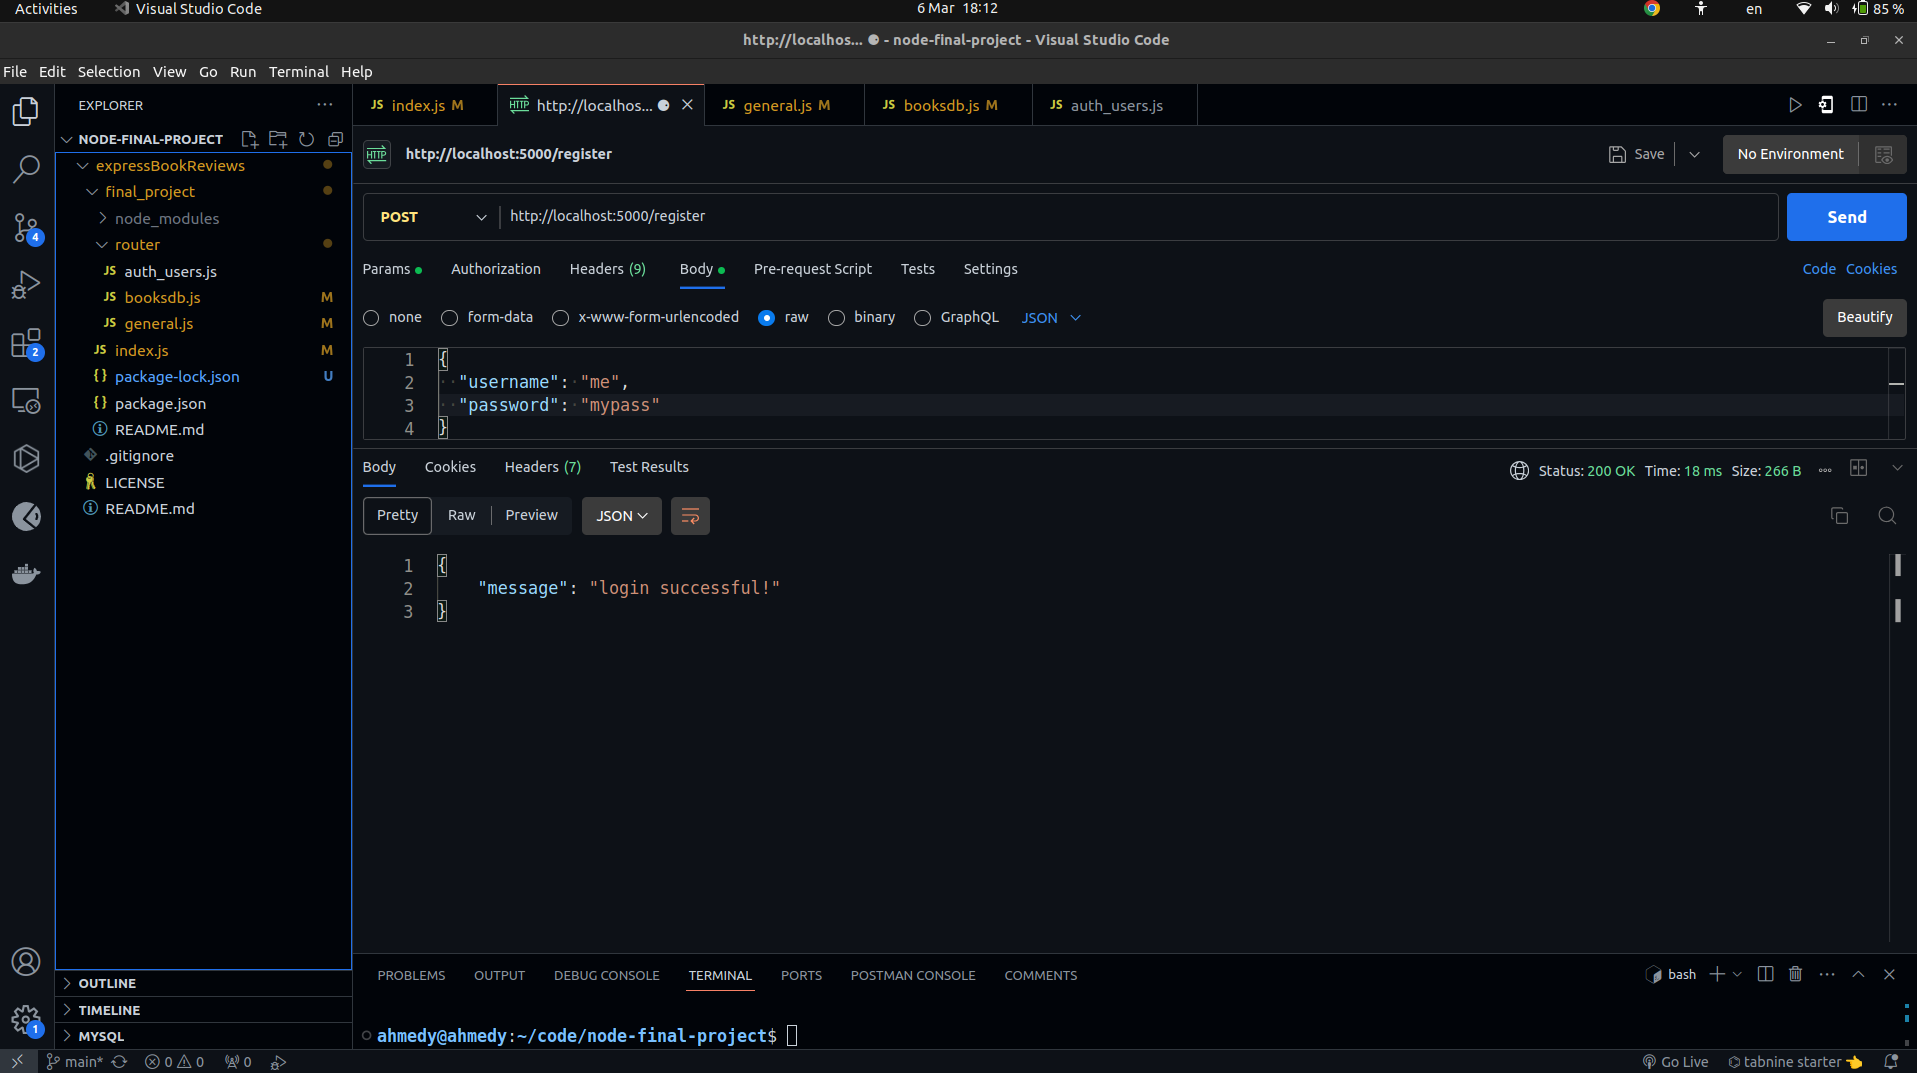 Activities Visual Studio Code 6 Mar 18:12 en 85 %
http://localhos... ● - node-final-project - Visual Studio Code
File Edit Selection View Go Run Terminal Help
EXPLORER ···
NODE-FINAL-PROJECT
expressBookReviews
final_project
node_modules
router
JS auth_users.js
JS booksdb.js M
JS general.js M
JS index.js M
{} package-lock.json U
{} package.json
README.md
.gitignore
LICENSE
README.md
OUTLINE
TIMELINE
MYSQL
4
2
1
JS index.js M HTTP http://localhos... ● JS general.js M JS booksdb.js M JS auth_users.js
HTTP http://localhost:5000/register Save No Environment
POST http://localhost:5000/register Send
Params Authorization Headers (9) Body Pre-request Script Tests Settings Code Cookies
none form-data x-www-form-urlencoded raw binary GraphQL JSON Beautify
1 {
2 "username": "me",
3 "password": "mypass"
4 }
Body Cookies Headers (7) Test Results Status: 200 OK Time: 18 ms Size: 266 B
Pretty Raw Preview JSON
1 {
2 "message": "login successful!"
3 }
PROBLEMS OUTPUT DEBUG CONSOLE TERMINAL PORTS POSTMAN CONSOLE COMMENTS bash
ahmedy@ahmedy:~/code/node-final-project$
main* 0 0 0 Go Live tabnine starter